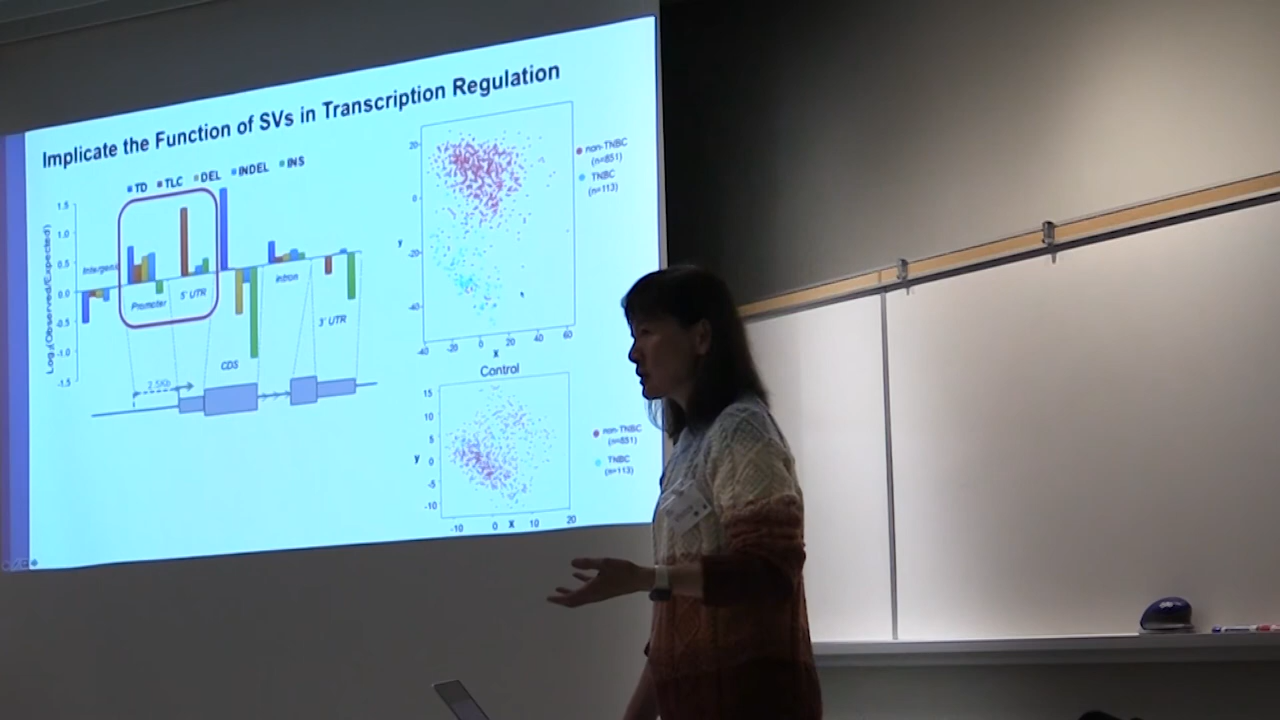 Implicate the Function of SVs in Transcription Regulation
TD TLC DEL INDEL INS
Log₂(Observed/Expected)
1.5
1.0
0.5
0.0
-0.5
-1.0
-1.5
Intergenic
Promoter
5' UTR
CDS
Intron
3' UTR
2.5Kb
20
0
-20
-40
y
-40 -20 0 20 40 60
x
non-TNBC
(n=851)
TNBC
(n=113)
Control
15
10
5
0
-5
-10
y
-10 0 10 20
x
non-TNBC
(n=851)
TNBC
(n=113)